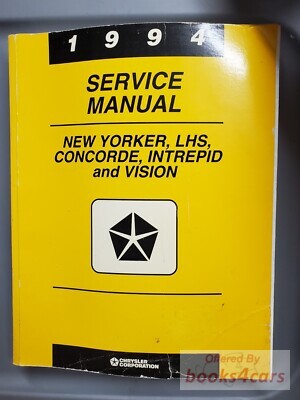 1994
SERVICE
MANUAL
NEW YORKER, LHS,
CONCORDE, INTREPID
and VISION
CHRYSLER
CORPORATION
Offered By
books4cars